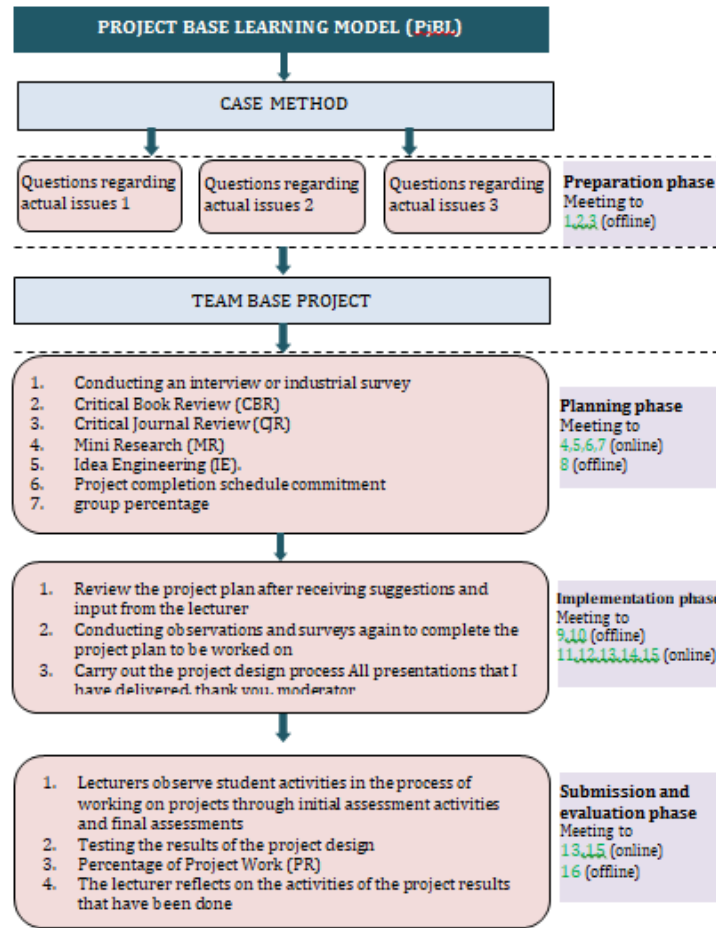 PROJECT BASE LEARNING MODEL (PjBL)
CASE METHOD
Questions regarding
actual issues 1
Questions regarding
actual issues 2
Questions regarding
actual issues 3
Preparation phase
Meeting to
1,2,3 (offline)
TEAM BASE PROJECT
1. Conducting an interview or industrial survey
2. Critical Book Review (CBR)
3. Critical Journal Review (CJR)
4. Mini Research (MR)
5. Idea Engineering (IE).
6. Project completion schedule commitment
7. group percentage
Planning phase
Meeting to
4,5,6,7 (online)
8 (offline)
1. Review the project plan after receiving suggestions and
input from the lecturer
2. Conducting observations and surveys again to complete the
project plan to be worked on
3. Carry out the project design process All presentations that I
have delivered, thank you, moderator
Implementation phase
Meeting to
9,10 (offline)
11,12,13,14,15 (online)
1. Lecturers observe student activities in the process of
working on projects through initial assessment activities
and final assessments
2. Testing the results of the project design
3. Percentage of Project Work (PR)
4. The lecturer reflects on the activities of the project results
that have been done
Submission and
evaluation phase
Meeting to
13,15 (online)
16 (offline)